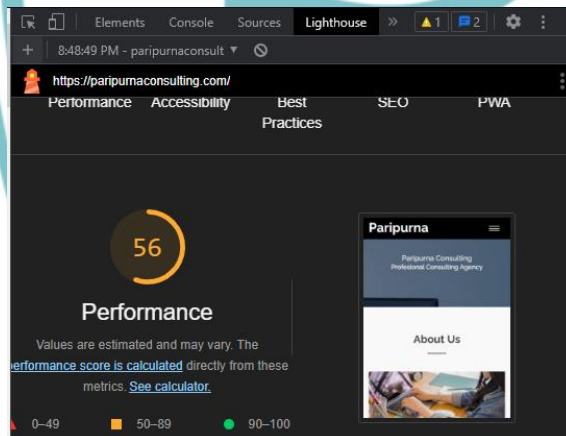 Elements Console Sources Lighthouse » 1 2
8:48:49 PM - paripurnaconsult
https://paripurnaconsulting.com/
Performance Accessibility Best Practices SEO PWA
56
Performance
Values are estimated and may vary. The
performance score is calculated directly from these
metrics. See calculator.
0–49 50–89 90–100
Paripurna
Paripurna Consulting
Profesional Consulting Agency
About Us